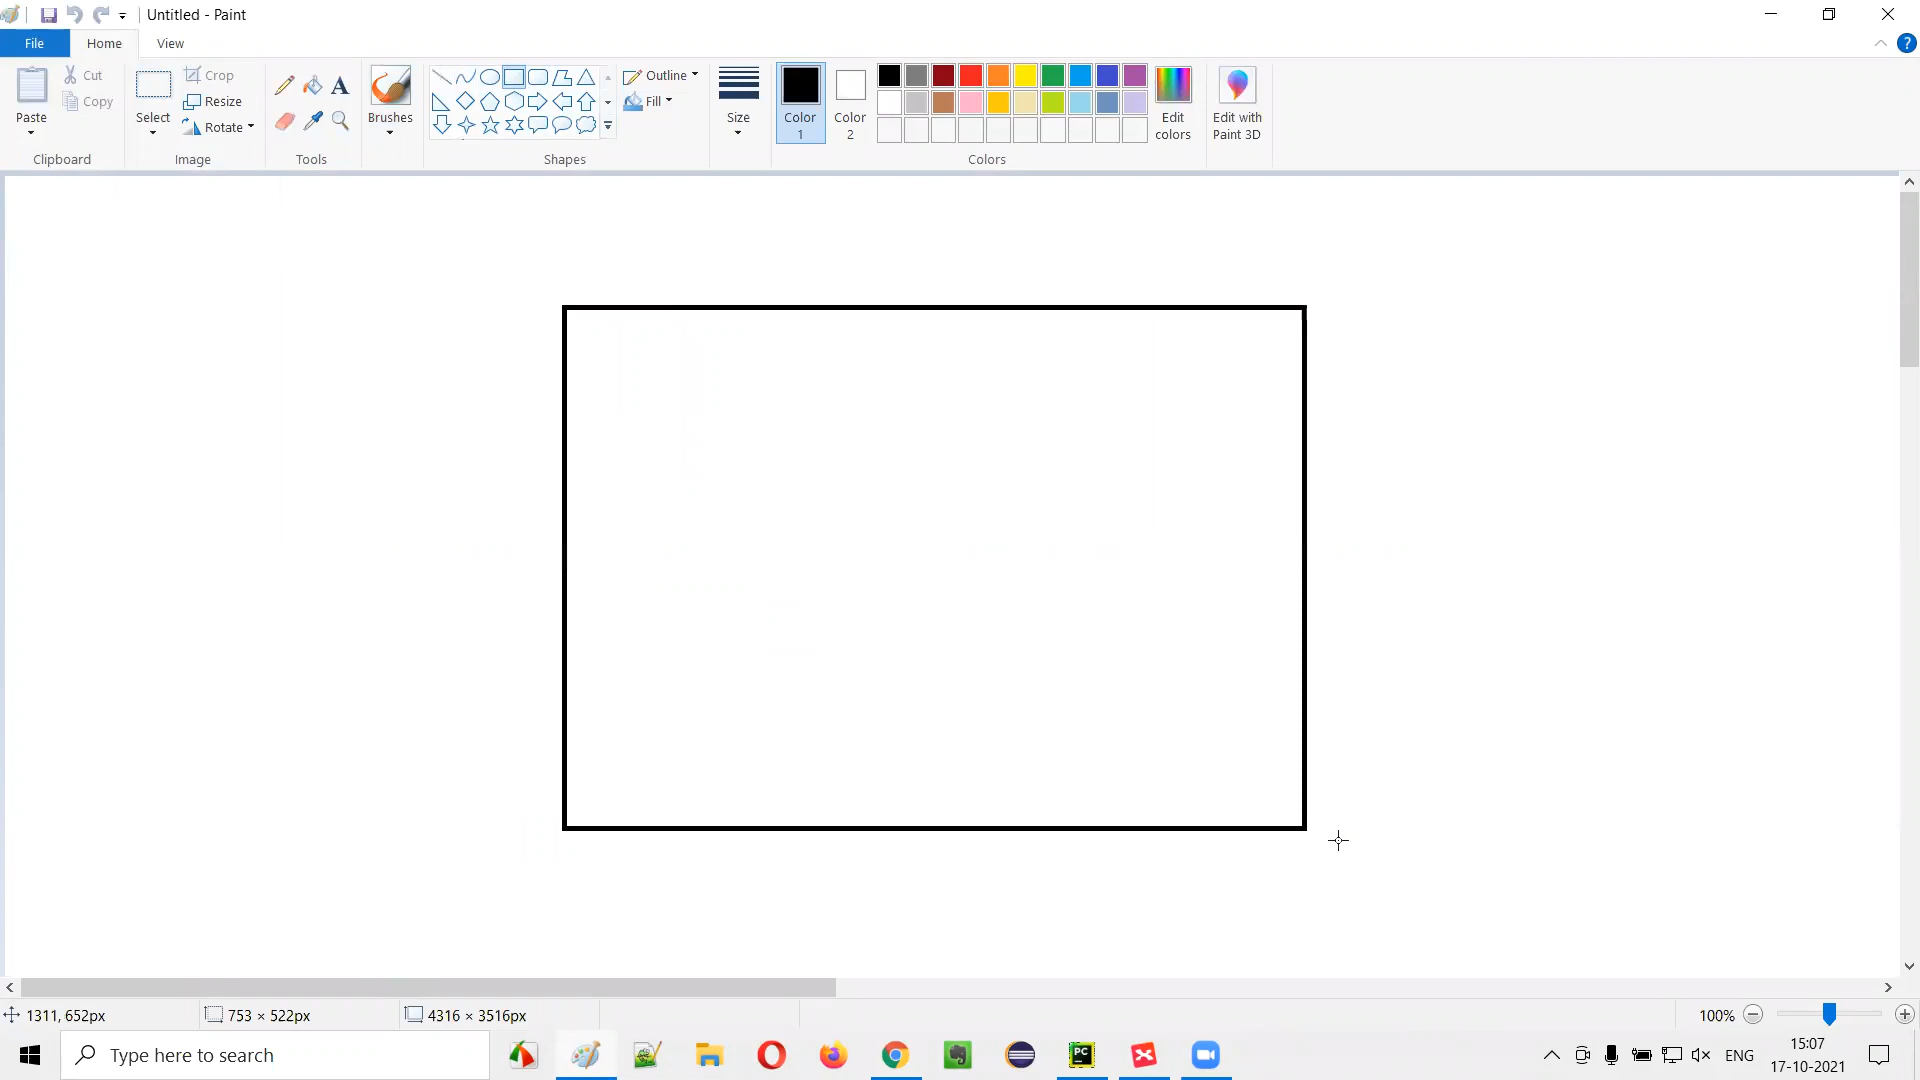 Untitled - Paint
File
Home
View
Paste
Cut
Copy
Clipboard
Select
Crop
Resize
Rotate
Image
A
Tools
Brushes
Outline
Fill
Shapes
Size
Color
1
Color
2
Edit
colors
Colors
Edit with
Paint 3D
?
1311, 652px
753 × 522px
4316 × 3516px
100%
Type here to search
PC
ENG
15:07
17-10-2021